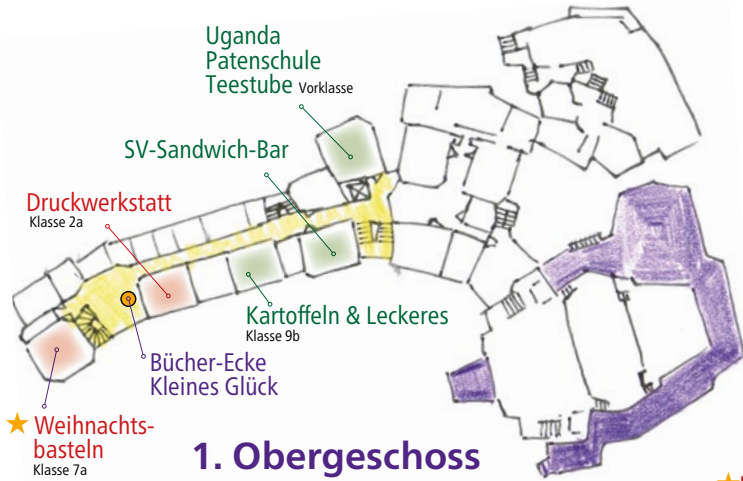 Uganda
Patenschule
Teestube Vorklasse
SV-Sandwich-Bar
Druckwerkstatt
Klasse 2a
Kartoffeln & Leckeres
Klasse 9b
Bücher-Ecke
Kleines Glück
Weihnachts-
basteln
Klasse 7a
1. Obergeschoss